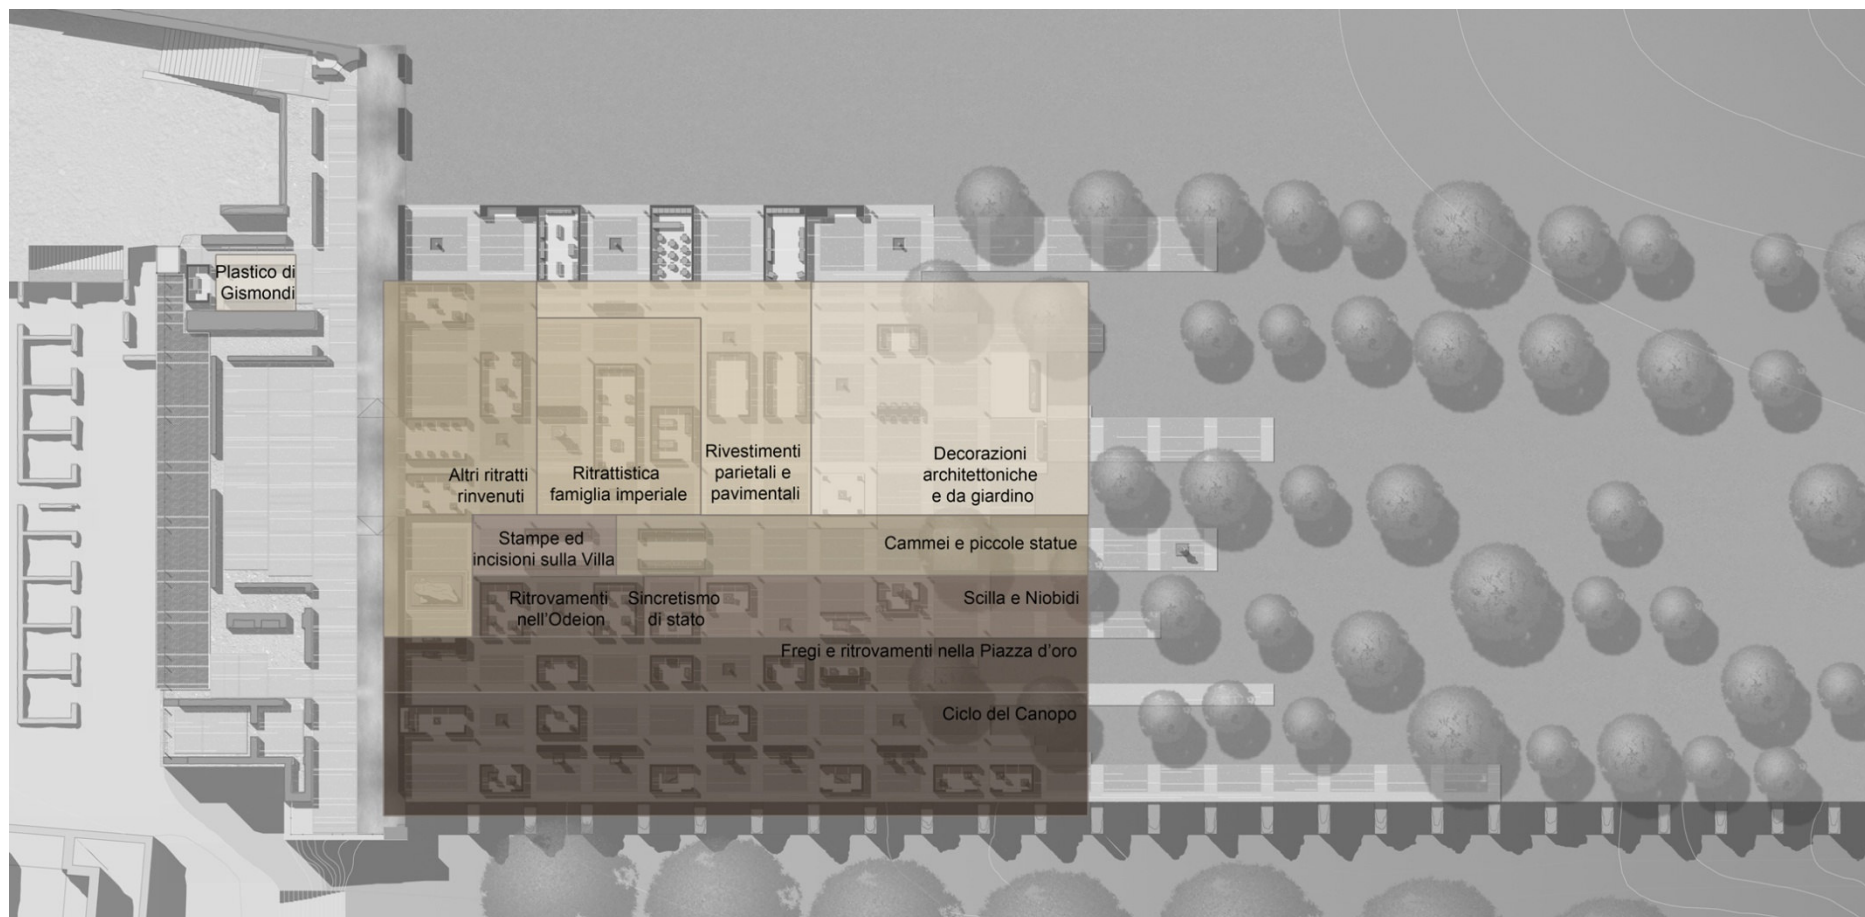 Plastico di
Gismondi
Altri ritratti
rinvenuti
Ritrattistica
famiglia imperiale
Rivestimenti
parietali e
pavimentali
Decorazioni
architettoniche
e da giardino
Stampe ed
incisioni sulla Villa
Cammei e piccole statue
Ritrovamenti
nell'Odeion
Sincretismo
di stato
Scilla e Niobidi
Fregi e ritrovamenti nella Piazza d'oro
Ciclo del Canopo